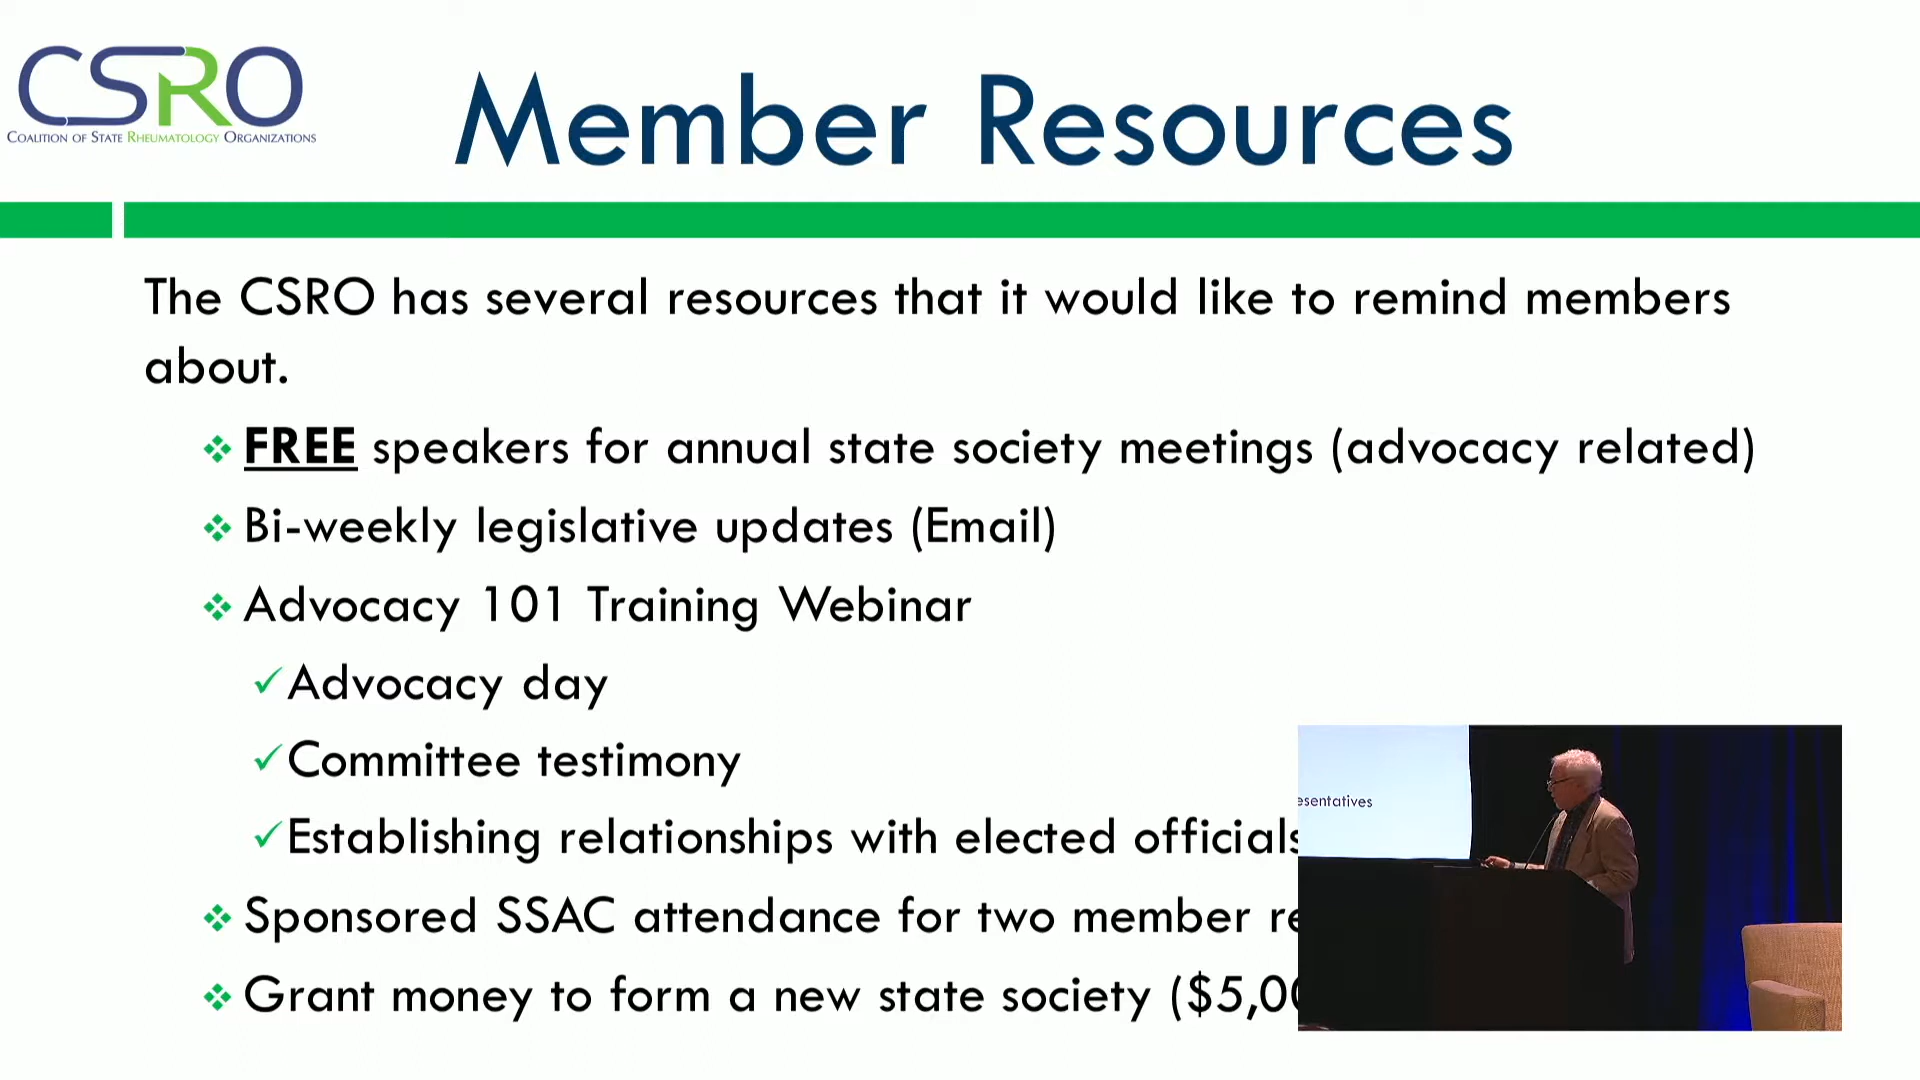 CSRO
COALITION OF STATE RHEUMATOLOGY ORGANIZATIONS
Member Resources
The CSRO has several resources that it would like to remind members
about.
FREE speakers for annual state society meetings (advocacy related)
Bi-weekly legislative updates (Email)
Advocacy 101 Training Webinar
Advocacy day
Committee testimony
Establishing relationships with elected officials
Sponsored SSAC attendance for two member
Grant money to form a new state society
esentatives